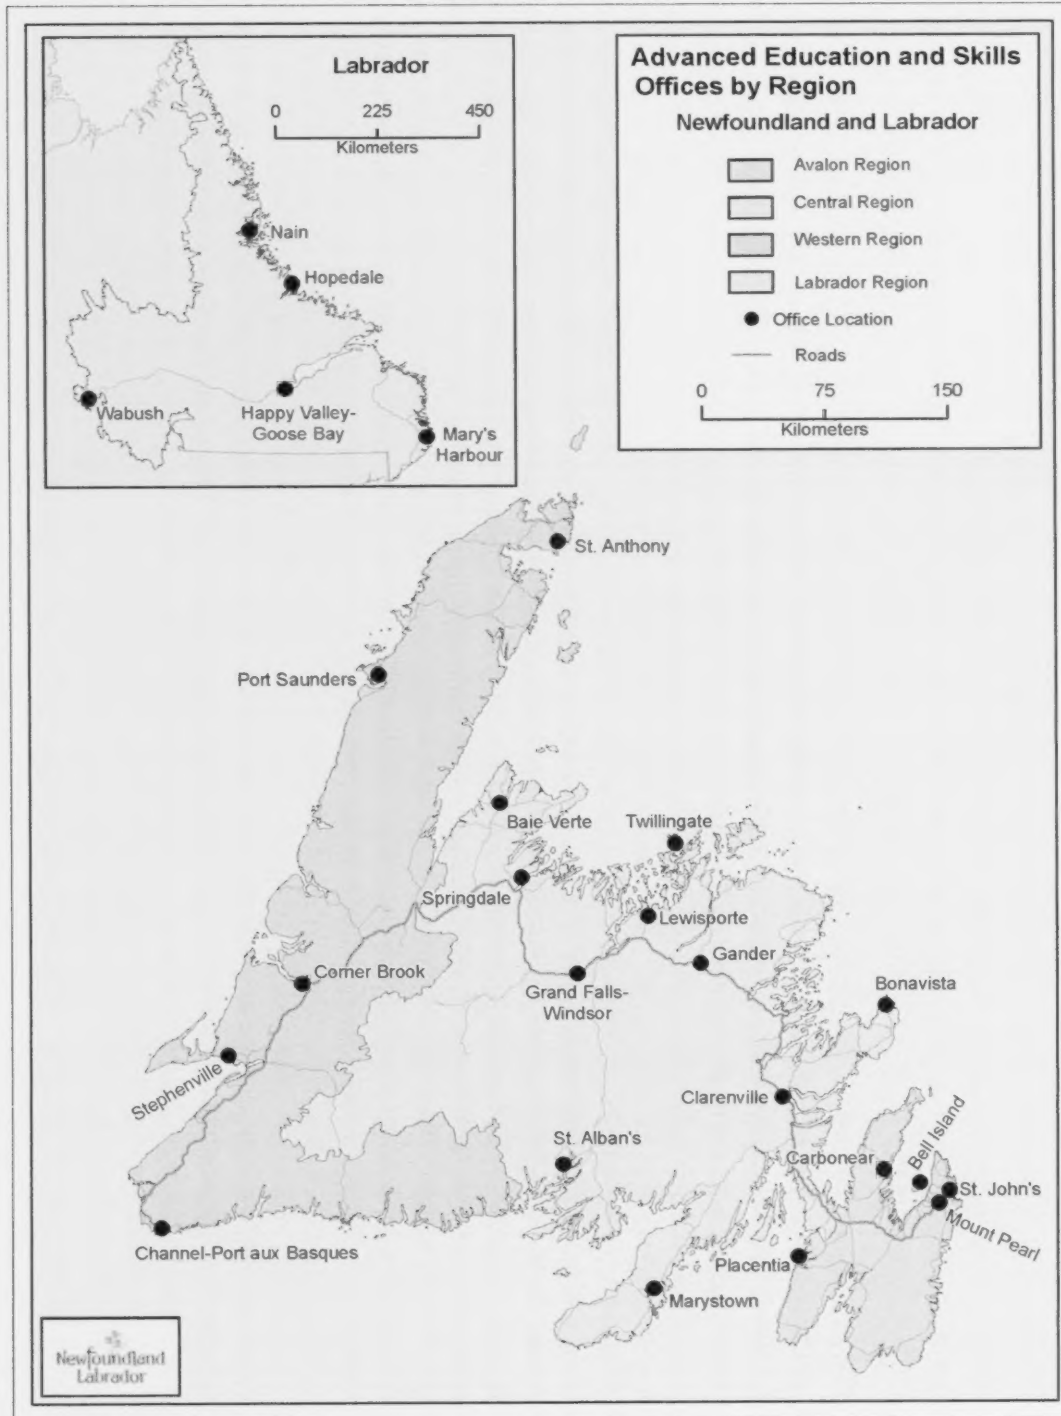 Labrador
0 225 450
Kilometers
Nain
Hopedale
Wabush
Happy Valley-
Goose Bay
Mary's
Harbour
Advanced Education and Skills
Offices by Region
Newfoundland and Labrador
Avalon Region
Central Region
Western Region
Labrador Region
Office Location
Roads
0 75 150
Kilometers
St. Anthony
Port Saunders
Baie Verte
Twillingate
Springdale
Lewisporte
Gander
Corner Brook
Grand Falls-
Windsor
Bonavista
Stephenville
Clarenville
St. Alban's
Carbonear
Bell Island
St. John's
Mount Pearl
Channel-Port aux Basques
Placentia
Marystown
Newfoundland
Labrador